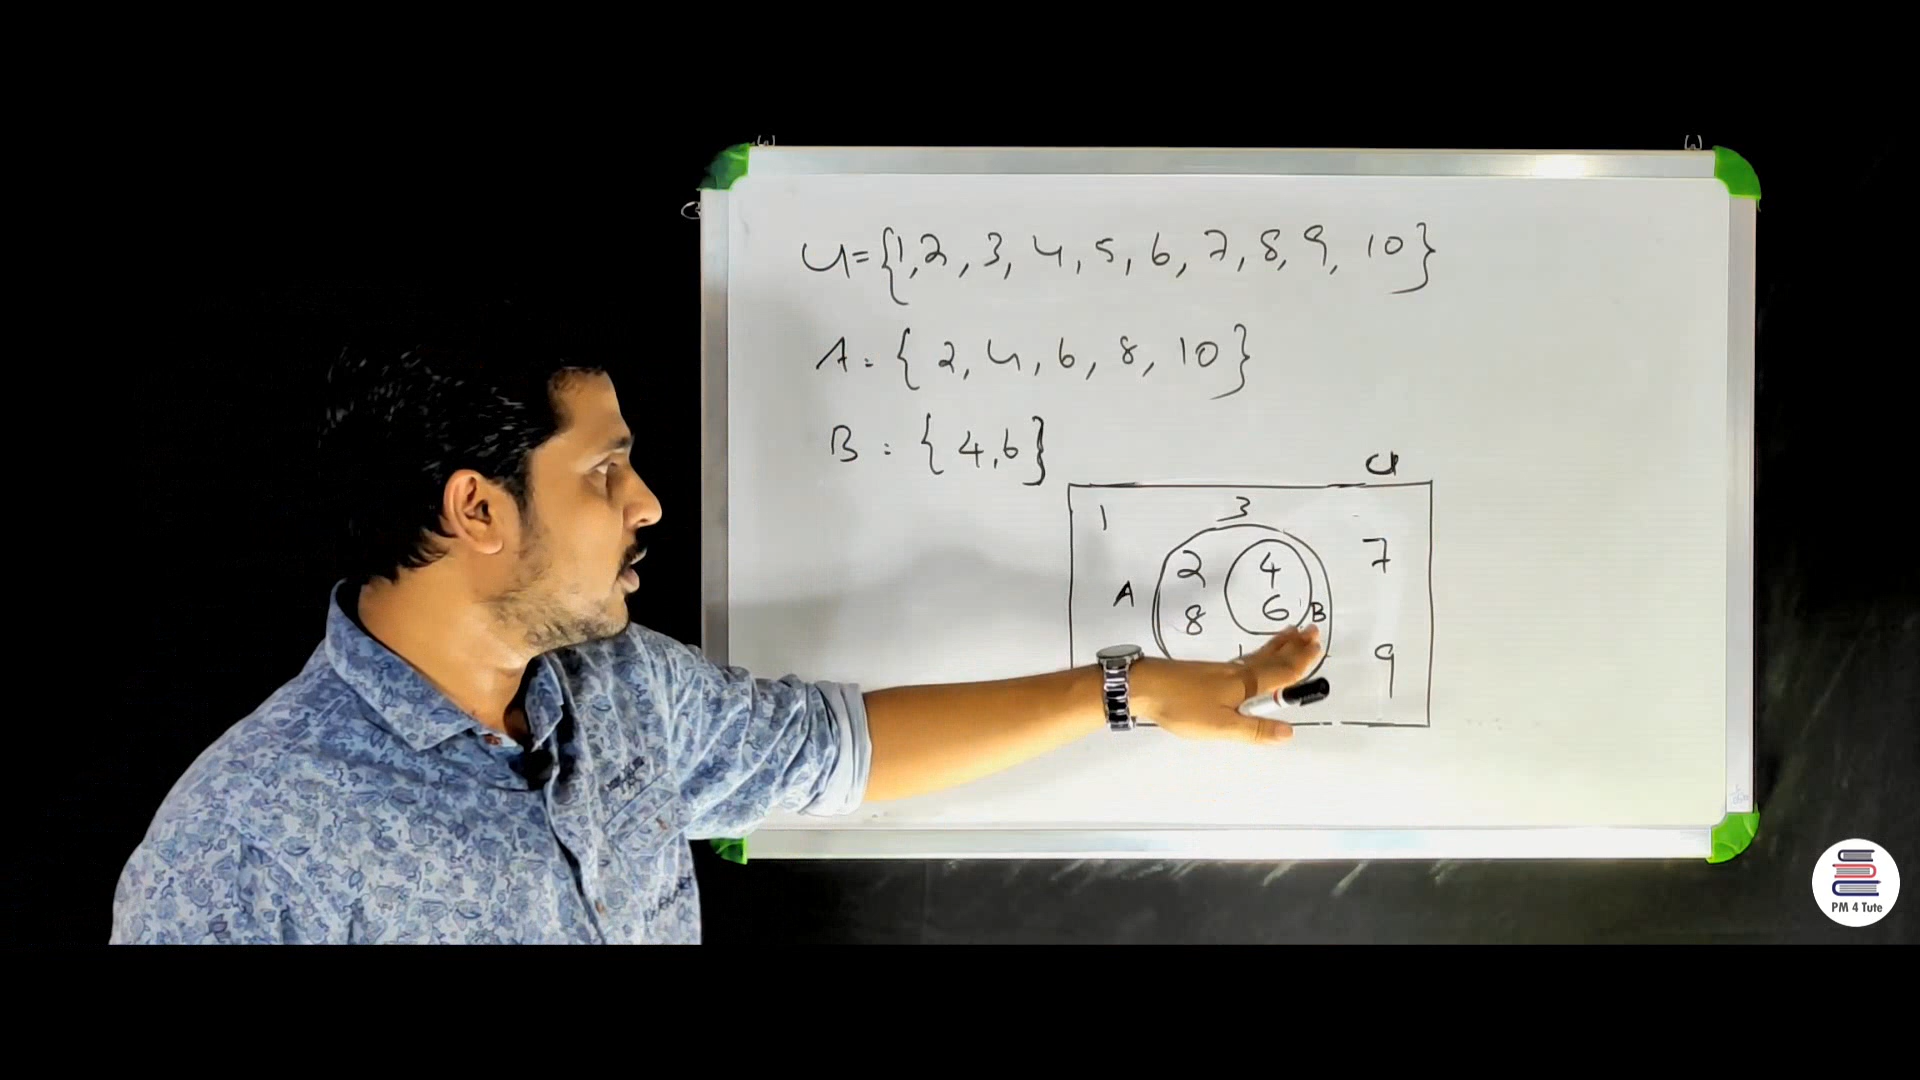 U={1,2,3,4,5,6,7,8,9,10}
A={2,4,6,8,10}
B={4,6}
U
1 3
2 4 7
A 8 6 B
9
PM 4 Tute